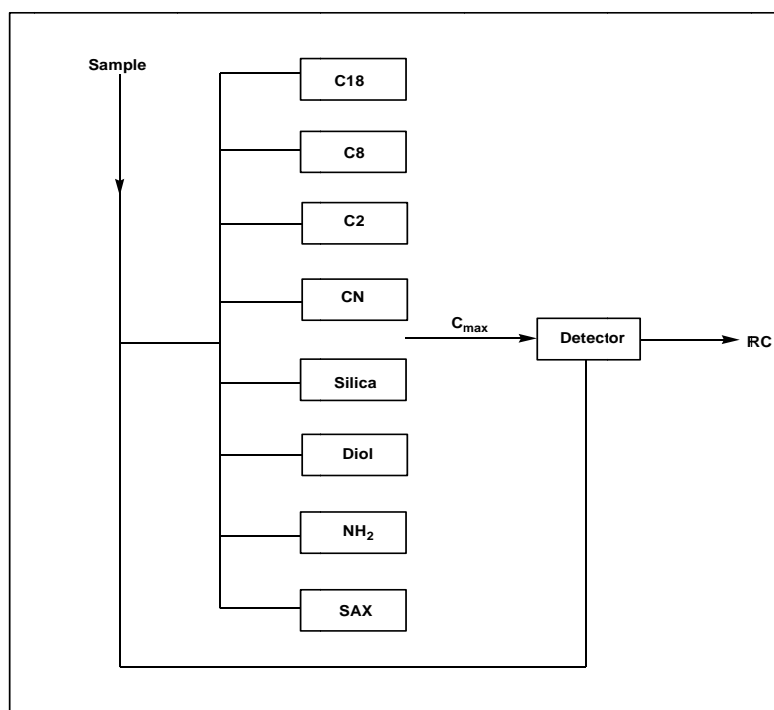 Sample
C18
C8
C2
CN
Cmax
Detector
RC
Silica
Diol
NH2
SAX